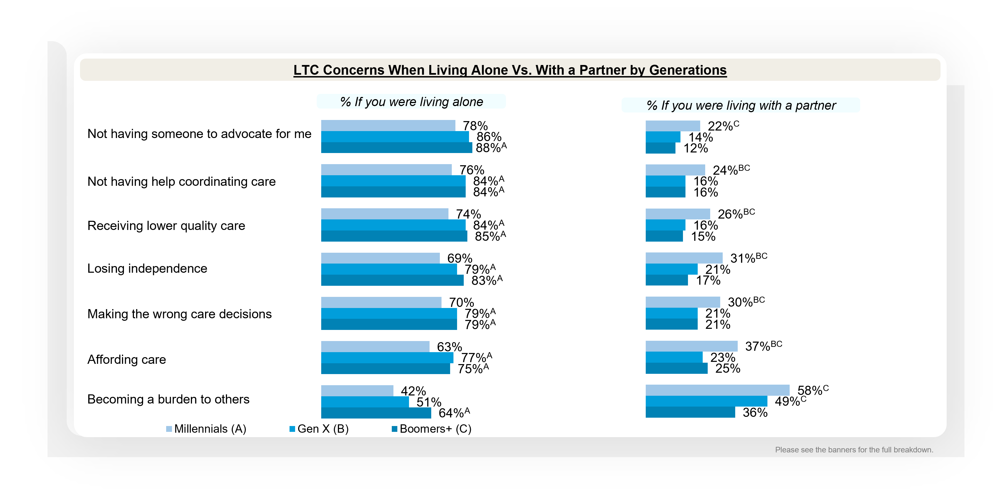 LTC Concerns When Living Alone Vs. With a Partner by Generations
% If you were living alone
% If you were living with a partner
Not having someone to advocate for me
78%
86%
88%A
22%C
14%
12%
Not having help coordinating care
76%
84%A
84%A
24%BC
16%
16%
Receiving lower quality care
74%
84%A
85%A
26%BC
16%
15%
Losing independence
69%
79%A
83%A
31%BC
21%
17%
Making the wrong care decisions
70%
79%A
79%A
30%BC
21%
21%
Affording care
63%
77%A
75%A
37%BC
23%
25%
Becoming a burden to others
42%
51%
64%A
58%C
49%C
36%
Millennials (A) Gen X (B) Boomers+ (C)
Please see the banners for the full breakdown.